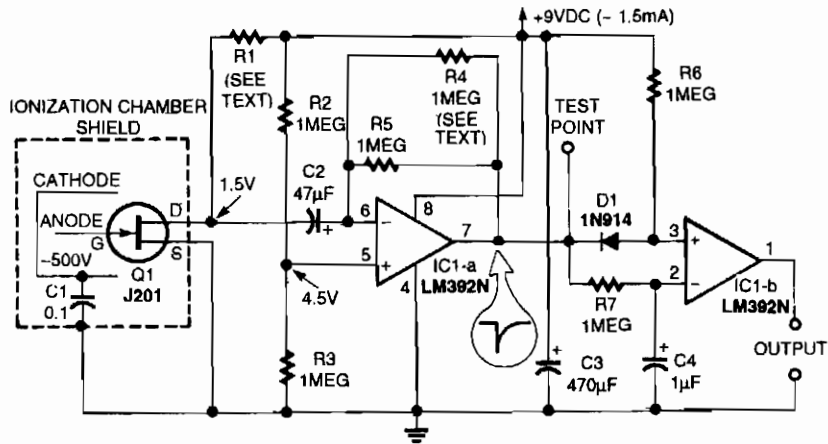 +9VDC (~ 1.5mA)
R1
(SEE
TEXT)
R4
1MEG
(SEE
TEXT)
R6
1MEG
IONIZATION CHAMBER
SHIELD
R2
1MEG
R5
1MEG
TEST
POINT
CATHODE
ANODE
D
G
S
1.5V
C2
47µF
+
D1
1N914
~500V
Q1
J201
C1
0.1
6
-
8
7
5
+
4
IC1-a
LM392N
4.5V
3
+
1
2
-
IC1-b
LM392N
R7
1MEG
R3
1MEG
+
C3
470µF
+
C4
1µF
OUTPUT